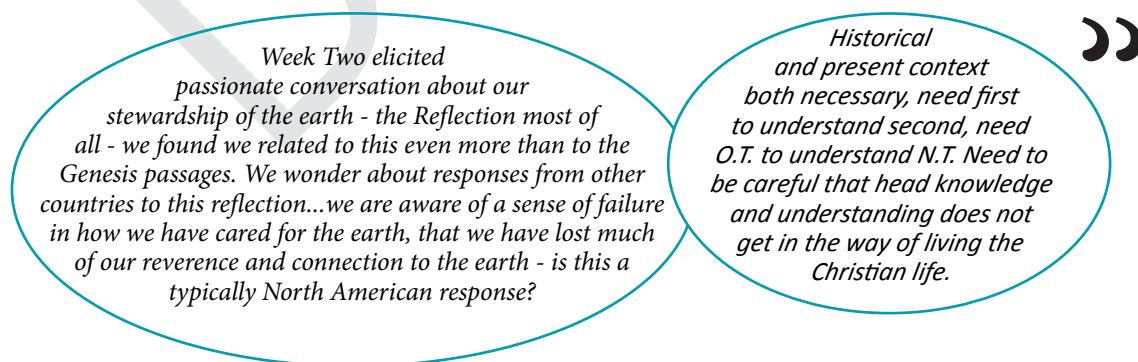 Week Two elicited
passionate conversation about our
stewardship of the earth - the Reflection most of
all - we found we related to this even more than to the
Genesis passages. We wonder about responses from other
countries to this reflection...we are aware of a sense of failure
in how we have cared for the earth, that we have lost much
of our reverence and connection to the earth - is this a
typically North American response?
Historical
and present context
both necessary, need first
to understand second, need
O.T. to understand N.T. Need to
be careful that head knowledge
and understanding does not
get in the way of living the
Christian life.
”